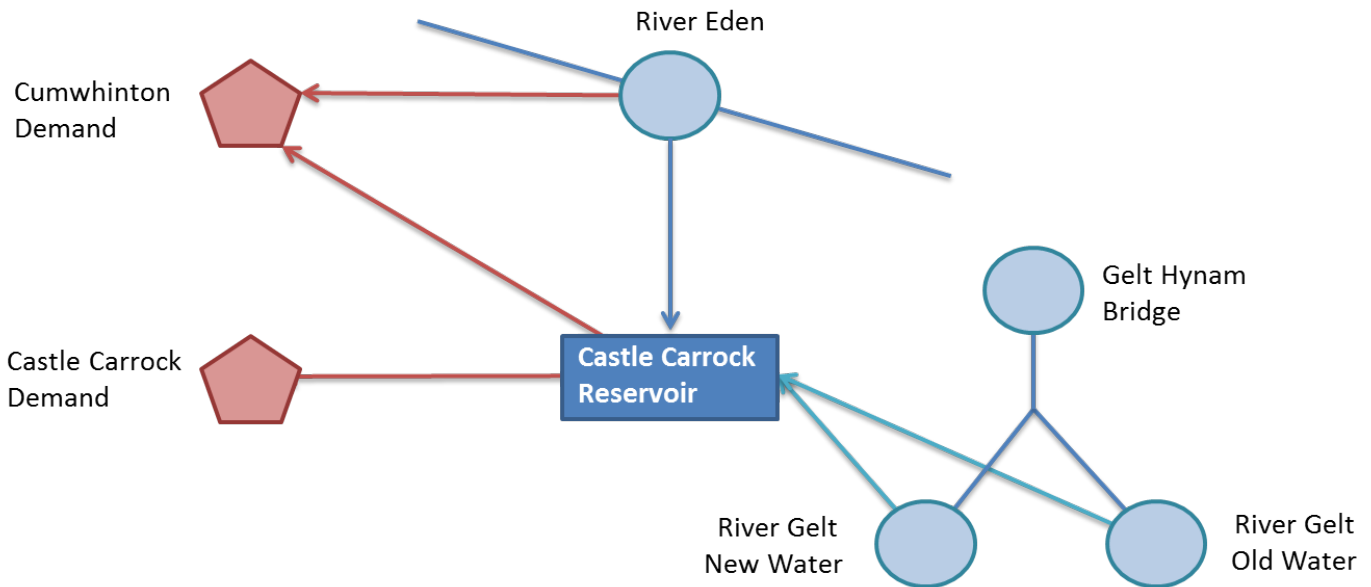 River Eden
Cumwhinton
Demand
Gelt Hynam
Bridge
Castle Carrock
Demand
Castle Carrock
Reservoir
River Gelt
New Water
River Gelt
Old Water